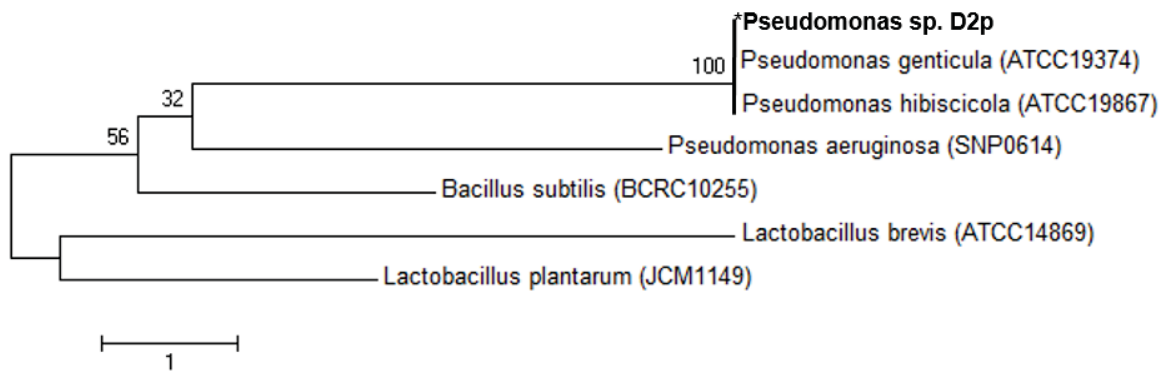 *Pseudomonas sp. D2p
100
Pseudomonas genticula (ATCC19374)
Pseudomonas hibiscicola (ATCC19867)
32
56
Pseudomonas aeruginosa (SNP0614)
Bacillus subtilis (BCRC10255)
Lactobacillus brevis (ATCC14869)
Lactobacillus plantarum (JCM1149)
1